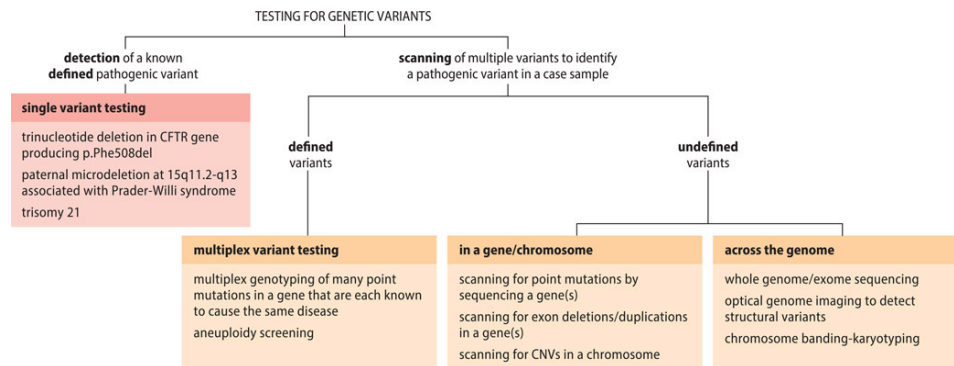 TESTING FOR GENETIC VARIANTS
detection of a known
defined pathogenic variant
scanning of multiple variants to identify
a pathogenic variant in a case sample
single variant testing
trinucleotide deletion in CFTR gene
producing p.Phe508del
paternal microdeletion at 15q11.2-q13
associated with Prader-Willi syndrome
trisomy 21
defined
variants
undefined
variants
multiplex variant testing
multiplex genotyping of many point
mutations in a gene that are each known
to cause the same disease
aneuploidy screening
in a gene/chromosome
scanning for point mutations by
sequencing a gene(s)
scanning for exon deletions/duplications
in a gene(s)
scanning for CNVs in a chromosome
across the genome
whole genome/exome sequencing
optical genome imaging to detect
structural variants
chromosome banding-karyotyping